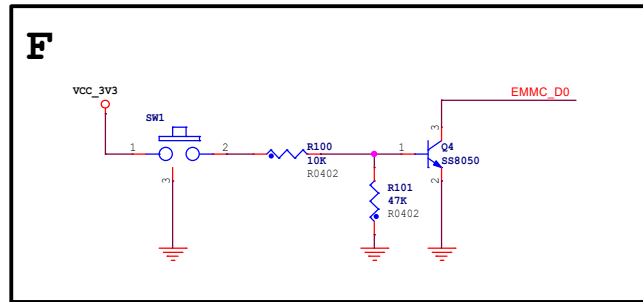 F
EMMC_D0
VCC_3V3
SW1
3
1
2
R100
1
Q4
10K
SS8050
R0402
3
R101
2
47K
R0402